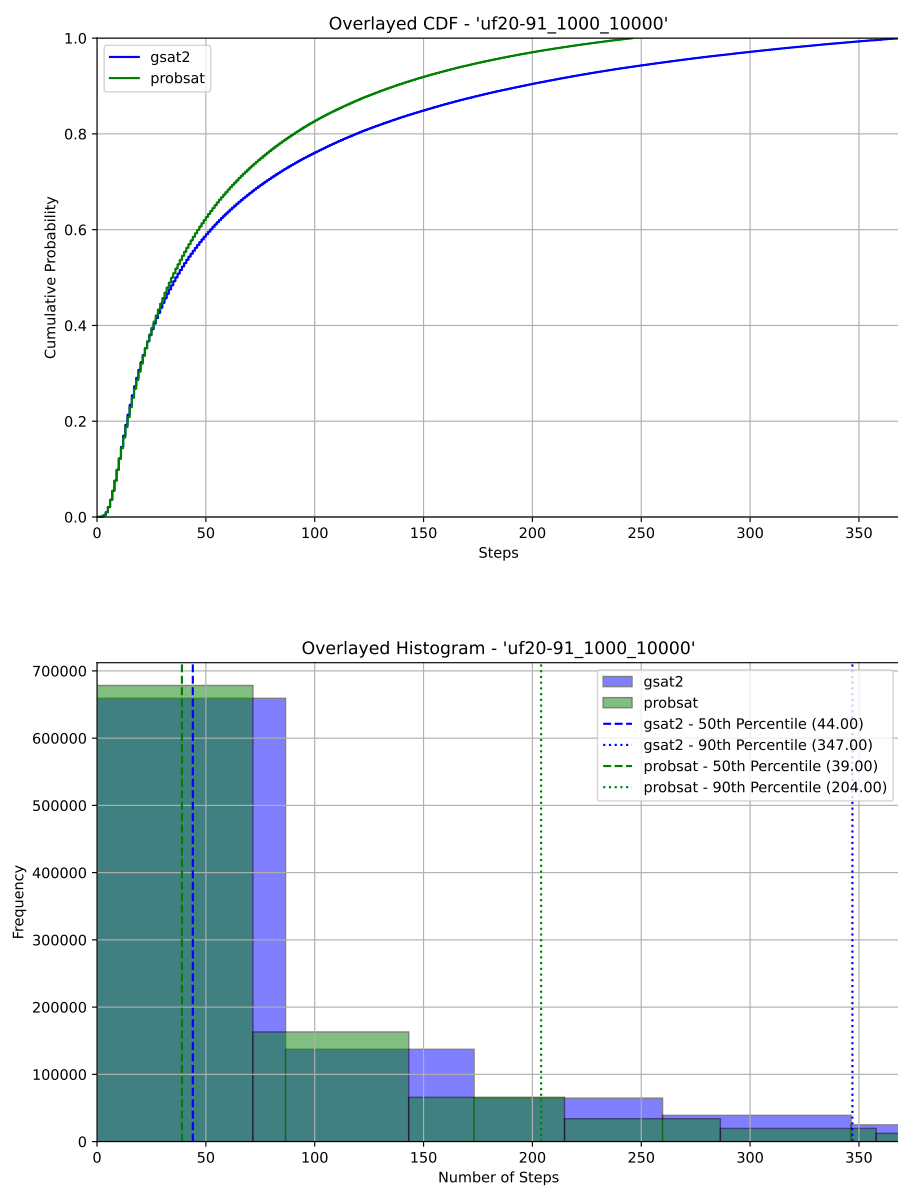 Overlayed CDF - 'uf20-91_1000_10000'
gsat2
probsat
Cumulative Probability
1.0
0.8
0.6
0.4
0.2
0.0
0 50 100 150 200 250 300 350
Steps
Overlayed Histogram - 'uf20-91_1000_10000'
gsat2
probsat
gsat2 - 50th Percentile (44.00)
gsat2 - 90th Percentile (347.00)
probsat - 50th Percentile (39.00)
probsat - 90th Percentile (204.00)
Frequency
700000
600000
500000
400000
300000
200000
100000
0
0 50 100 150 200 250 300 350
Number of Steps